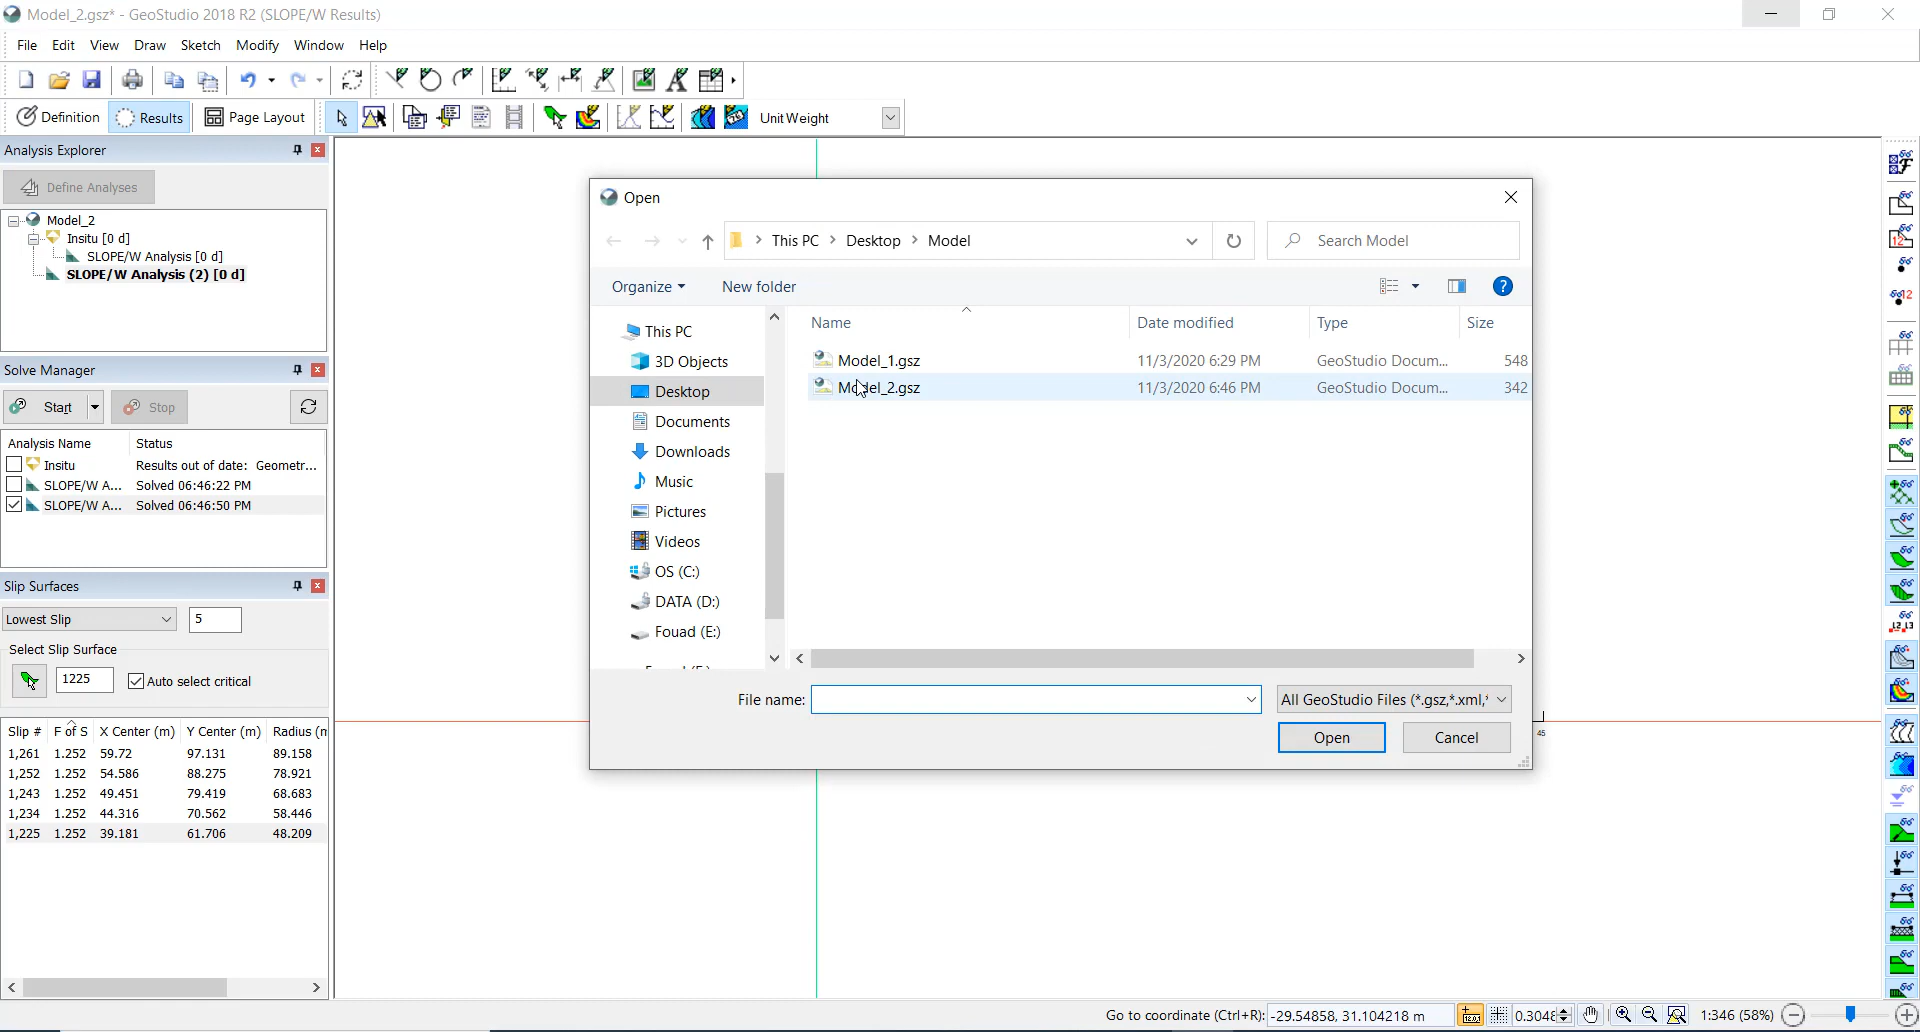 Model_2.gsz* - GeoStudio 2018 R2 (SLOPE/W Results)
File Edit View Draw Sketch Modify Window Help
Definition Results Page Layout Unit Weight
Analysis Explorer
Define Analyses
Model_2
Insitu [0 d]
SLOPE/W Analysis [0 d]
SLOPE/W Analysis (2) [0 d]
Solve Manager
Start Stop
Analysis Name Status
Insitu Results out of date: Geometr...
SLOPE/W A... Solved 06:46:22 PM
SLOPE/W A... Solved 06:46:50 PM
Slip Surfaces
Lowest Slip 5
Select Slip Surface
1225 Auto select critical
Slip # F of S X Center (m) Y Center (m) Radius (m
1,261 1.252 59.72 97.131 89.158
1,252 1.252 54.586 88.275 78.921
1,243 1.252 49.451 79.419 68.683
1,234 1.252 44.316 70.562 58.446
1,225 1.252 39.181 61.706 48.209
Open
This PC Desktop Model
Search Model
Organize New folder
This PC
3D Objects
Desktop
Documents
Downloads
Music
Pictures
Videos
OS (C:)
DATA (D:)
Fouad (E:)
Name Date modified Type Size
Model_1.gsz 11/3/2020 6:29 PM GeoStudio Docum... 548
Model_2.gsz 11/3/2020 6:46 PM GeoStudio Docum... 342
File name:
All GeoStudio Files (*.gsz,*.xml,*
Open Cancel
45
Go to coordinate (Ctrl+R): -29.54858, 31.104218 m 0.3048 1:346 (58%)